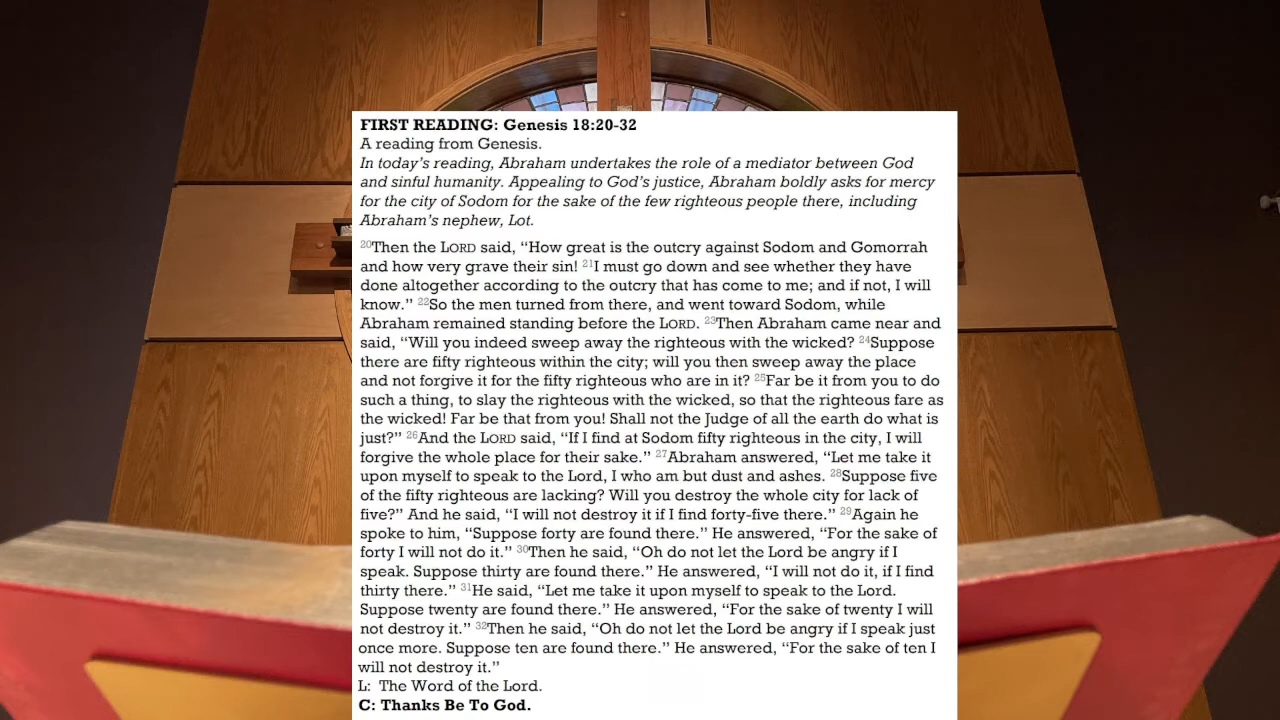 FIRST READING: Genesis 18:20-32
A reading from Genesis.
In today’s reading, Abraham undertakes the role of a mediator between God
and sinful humanity. Appealing to God’s justice, Abraham boldly asks for mercy
for the city of Sodom for the sake of the few righteous people there, including
Abraham’s nephew, Lot.
20Then the LORD said, “How great is the outcry against Sodom and Gomorrah
and how very grave their sin! 21I must go down and see whether they have
done altogether according to the outcry that has come to me; and if not, I will
know.” 22So the men turned from there, and went toward Sodom, while
Abraham remained standing before the LORD. 23Then Abraham came near and
said, “Will you indeed sweep away the righteous with the wicked? 24Suppose
there are fifty righteous within the city; will you then sweep away the place
and not forgive it for the fifty righteous who are in it? 25Far be it from you to do
such a thing, to slay the righteous with the wicked, so that the righteous fare as
the wicked! Far be that from you! Shall not the Judge of all the earth do what is
just?” 26And the LORD said, “If I find at Sodom fifty righteous in the city, I will
forgive the whole place for their sake.” 27Abraham answered, “Let me take it
upon myself to speak to the Lord, I who am but dust and ashes. 28Suppose five
of the fifty righteous are lacking? Will you destroy the whole city for lack of
five?” And he said, “I will not destroy it if I find forty-five there.” 29Again he
spoke to him, “Suppose forty are found there.” He answered, “For the sake of
forty I will not do it.” 30Then he said, “Oh do not let the Lord be angry if I
speak. Suppose thirty are found there.” He answered, “I will not do it, if I find
thirty there.” 31He said, “Let me take it upon myself to speak to the Lord.
Suppose twenty are found there.” He answered, “For the sake of twenty I will
not destroy it.” 32Then he said, “Oh do not let the Lord be angry if I speak just
once more. Suppose ten are found there.” He answered, “For the sake of ten I
will not destroy it.”
L: The Word of the Lord.
C: Thanks Be To God.